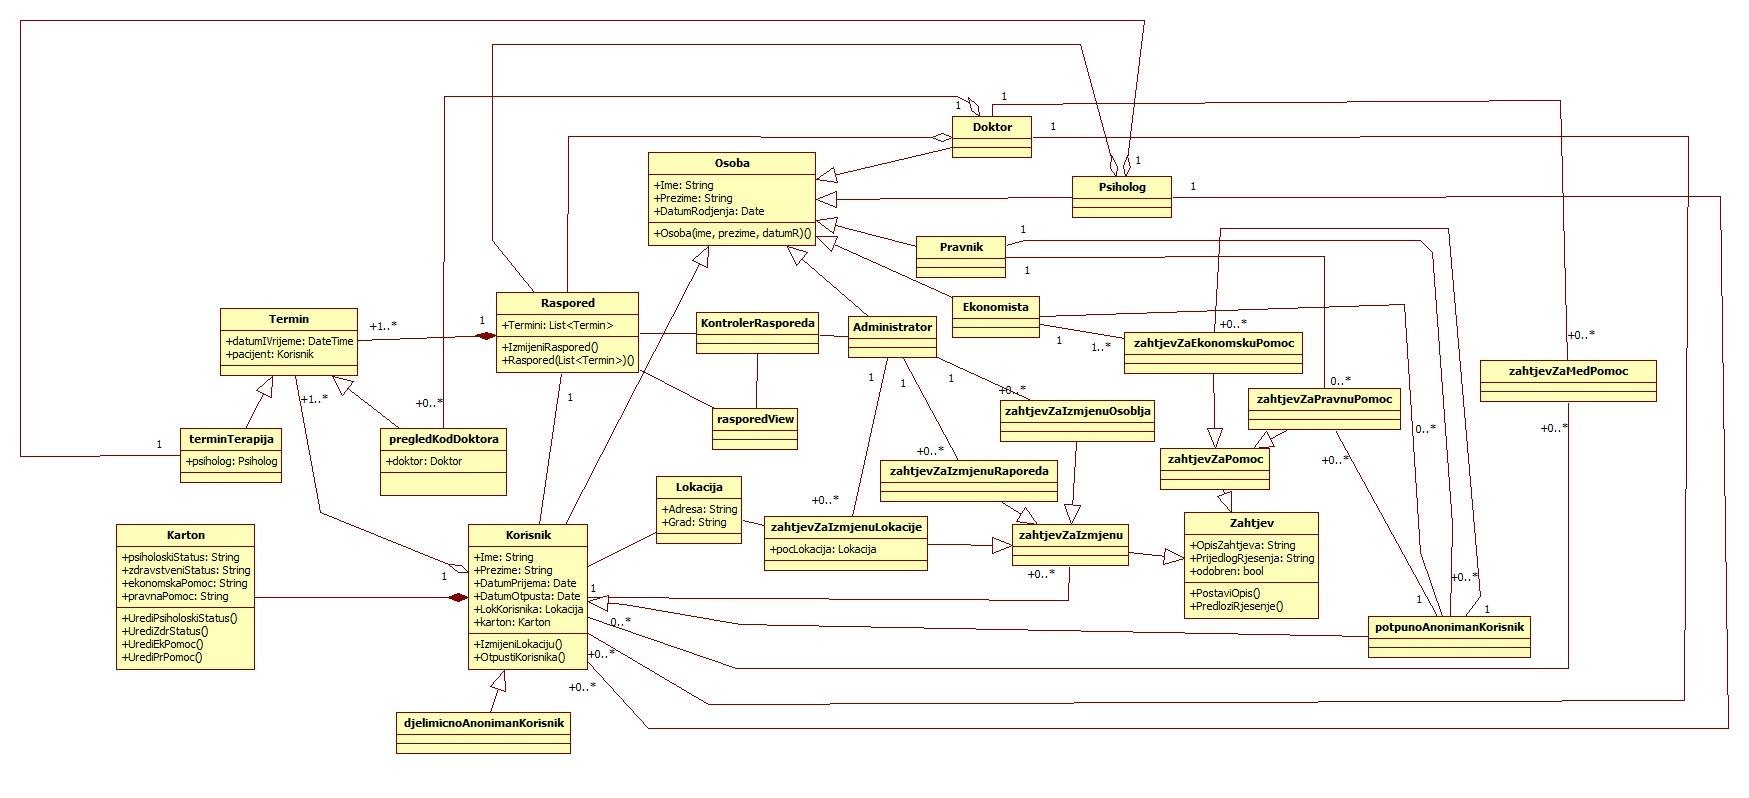 1
1
Doktor
1
1
Osoba
+Ime: String
+Prezime: String
+DatumRodjenja: Date
+Osoba(ime, prezime, datumR)()
Psiholog
1
Pravnik
1
1
Ekonomista
1
1..*
+0..*
zahtjevZaEkonomskuPomoc
+0..*
zahtjevZaMedPomoc
+0..*
Termin
+datumIVrijeme: DateTime
+pacijent: Korisnik
+1..*
1
Raspored
+Termini: List<Termin>
+IzmijeniRaspored()
+Raspored(List<Termin>)()
KontrolerRasporeda
Administrator
1
1
1
0..*
zahtjevZaPravnuPomoc
0..*
+0..*
+1..*
+0..*
1
rasporedView
+0..*
zahtjevZaIzmjenuOsoblja
terminTerapija
+psiholog: Psiholog
1
pregledKodDoktora
+doktor: Doktor
+0..*
zahtjevZaIzmjenuRaporeda
zahtjevZaPomoc
Lokacija
+Adresa: String
+Grad: String
+0..*
zahtjevZaIzmjenuLokacije
+pocLokacija: Lokacija
zahtjevZaIzmjenu
+0..*
Zahtjev
+OpisZahtjeva: String
+PrijedlogRjesenja: String
+odobren: bool
+PostaviOpis()
+PredloziRjesenje()
Karton
+psiholoskiStatus: String
+zdravstveniStatus: String
+ekonomskaPomoc: String
+pravnaPomoc: String
+UrediPsiholoskiStatus()
+UrediZdrStatus()
+UrediEkPomoc()
+UrediPrPomoc()
1
Korisnik
+Ime: String
+Prezime: String
+DatumPrijema: Date
+DatumOtpusta: Date
+LokKorisnika: Lokacija
+karton: Karton
+IzmijeniLokaciju()
+OtpustiKorisnika()
1
0..*
+0..*
+0..*
+0..*
1
1
potpunoAnonimanKorisnik
djelimicnoAnonimanKorisnik